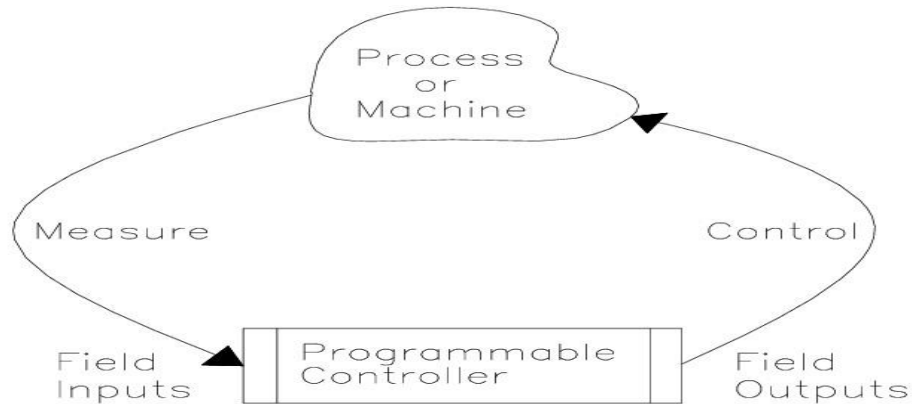 Process
or
Machine
Measure
Control
Field
Inputs
Programmable
Controller
Field
Outputs